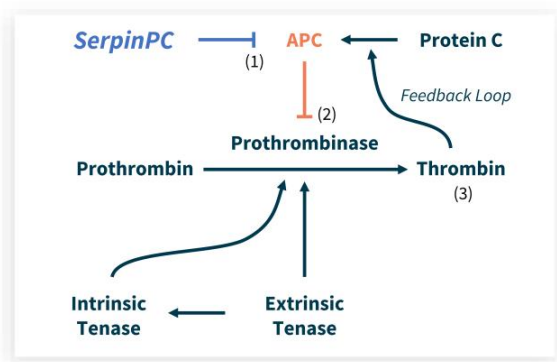 SerpinPC
APC
Protein C
(1)
Feedback Loop
(2)
Prothrombinase
Prothrombin
Thrombin
(3)
Intrinsic
Tenase
Extrinsic
Tenase